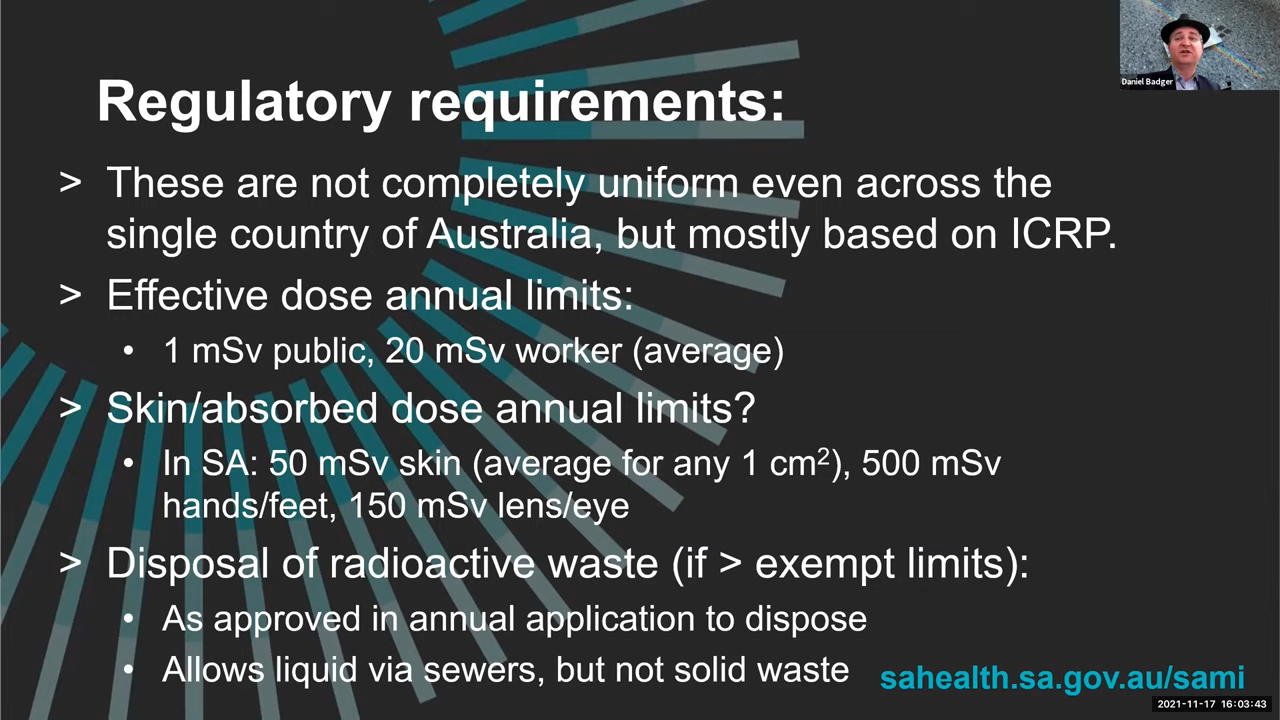 Regulatory requirements:
> These are not completely uniform even across the
single country of Australia, but mostly based on ICRP.
> Effective dose annual limits:
• 1 mSv public, 20 mSv worker (average)
> Skin/absorbed dose annual limits?
• In SA: 50 mSv skin (average for any 1 cm²), 500 mSv
hands/feet, 150 mSv lens/eye
> Disposal of radioactive waste (if > exempt limits):
• As approved in annual application to dispose
• Allows liquid via sewers, but not solid waste
sahealth.sa.gov.au/sami
Daniel Badger
2021-11-17 16:03:43